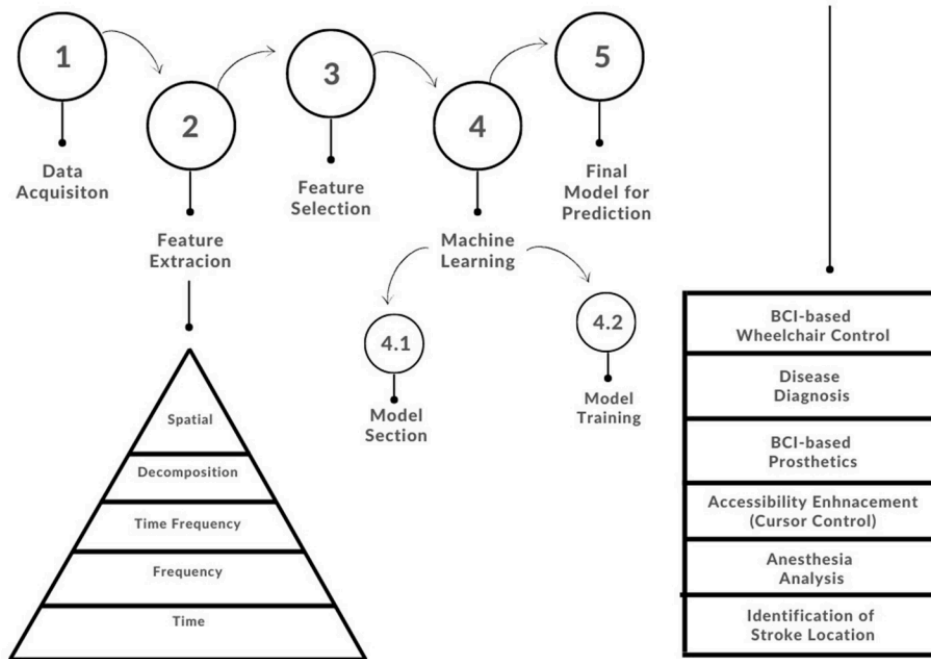 1
Data
Acquisiton
2
Feature
Extracion
3
Feature
Selection
4
Machine
Learning
5
Final
Model for
Prediction
4.1
Model
Section
4.2
Model
Training
Spatial
Decomposition
Time Frequency
Frequency
Time
BCI-based
Wheelchair Control
Disease
Diagnosis
BCI-based
Prosthetics
Accessibility Enhnacement
(Cursor Control)
Anesthesia
Analysis
Identification of
Stroke Location